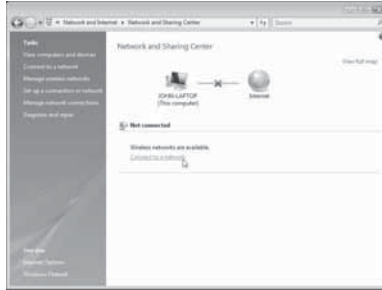 Network and Internet ▸ Network and Sharing Center
Search
Tasks
View computers and devices
Connect to a network
Manage wireless networks
Set up a connection or network
Manage network connections
Diagnose and repair
Network and Sharing Center
View full map
JOHN-LAPTOP
(This computer)
Internet
Not connected
Wireless networks are available.
Connect to a network
See also
Internet Options
Windows Firewall